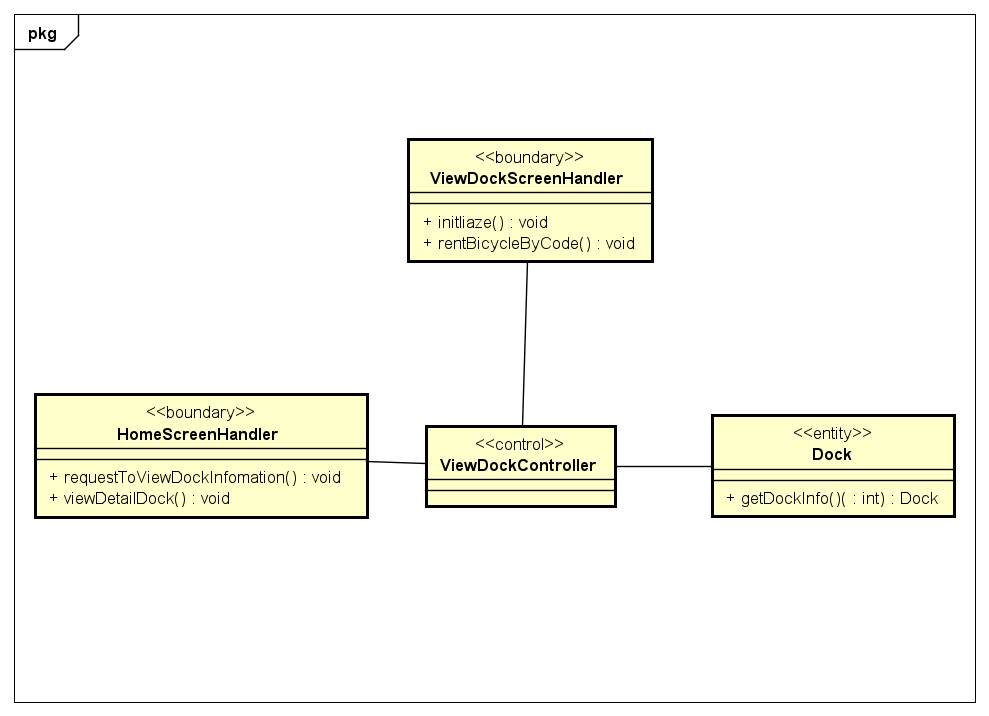 pkg
<<boundary>>
ViewDockScreenHandler
+ initliaze() : void
+ rentBicycleByCode() : void
<<boundary>>
HomeScreenHandler
+ requestToViewDockInfomation() : void
+ viewDetailDock() : void
<<control>>
ViewDockController
<<entity>>
Dock
+ getDockInfo()( : int) : Dock